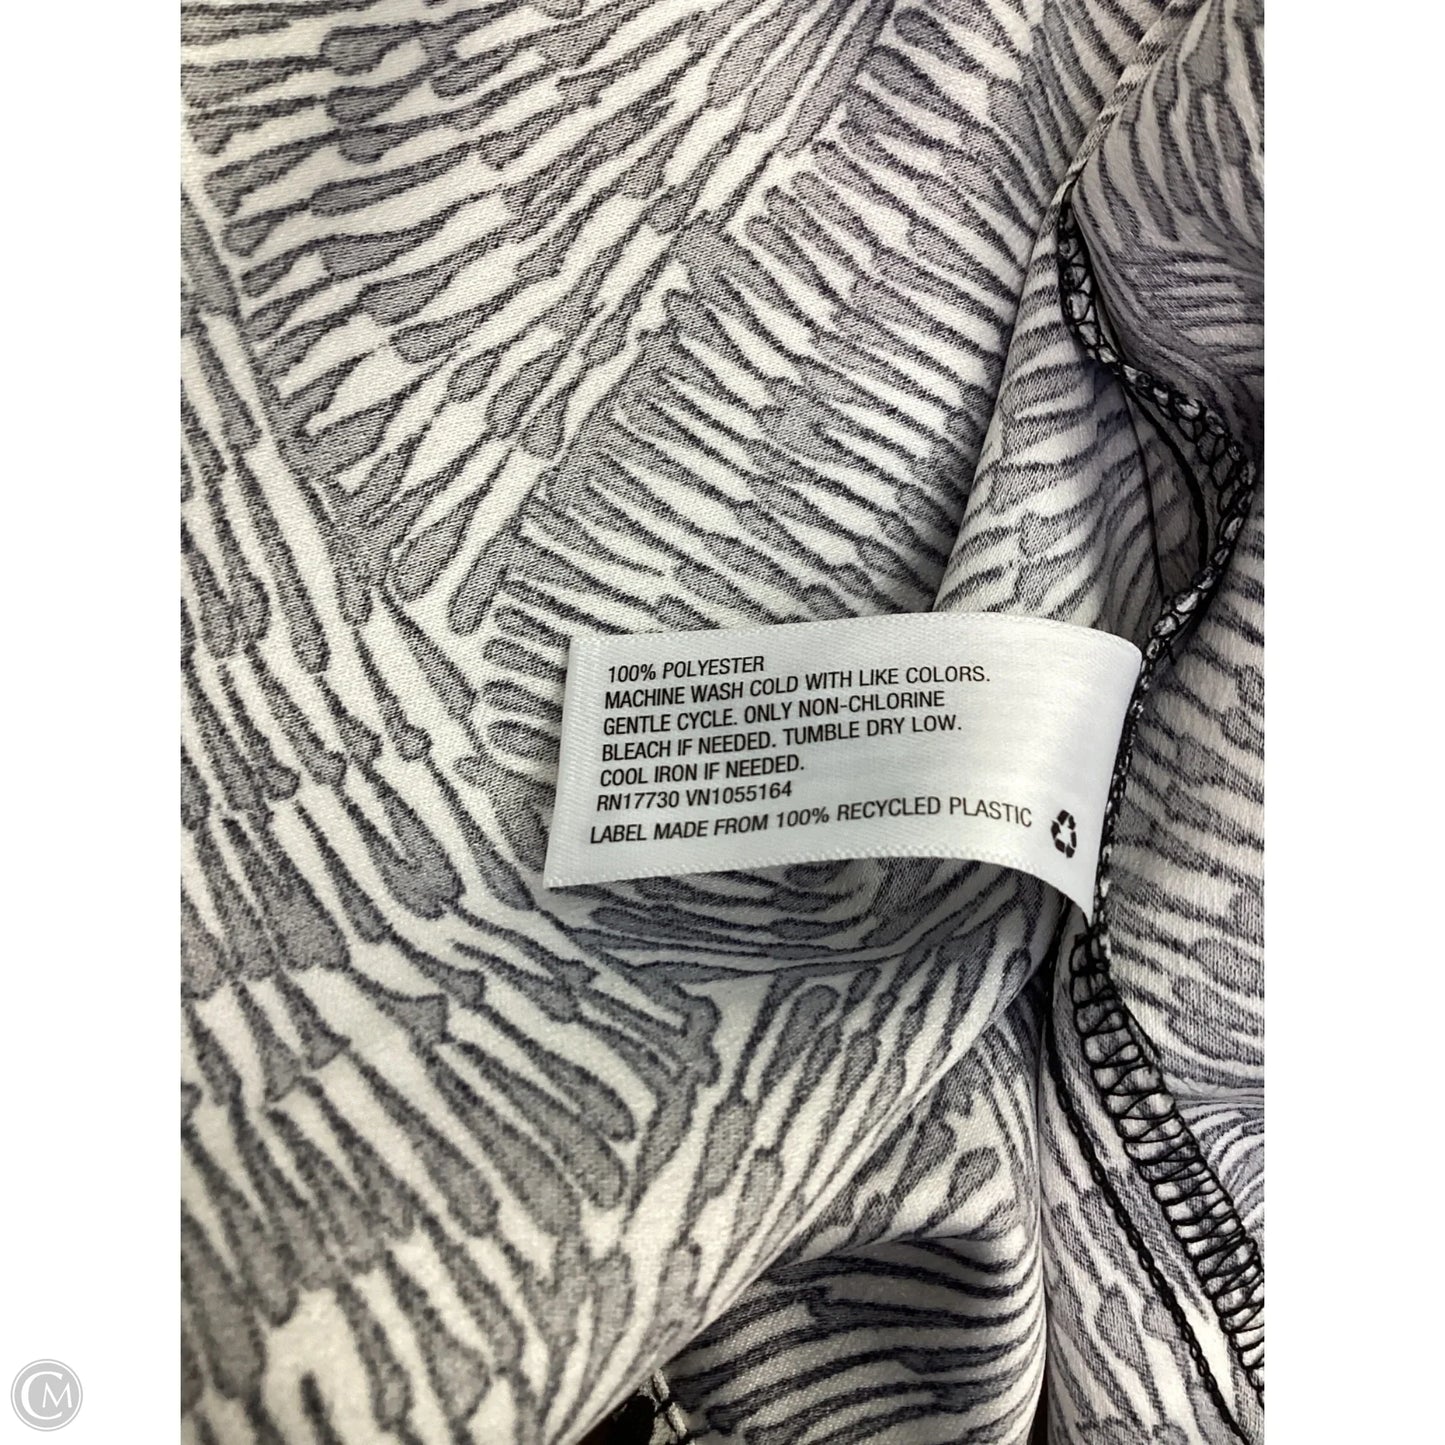 100% POLYESTER
MACHINE WASH COLD WITH LIKE COLORS.
GENTLE CYCLE. ONLY NON-CHLORINE
BLEACH IF NEEDED. TUMBLE DRY LOW.
COOL IRON IF NEEDED.
RN17730 VN1055164
LABEL MADE FROM 100% RECYCLED PLASTIC
CM